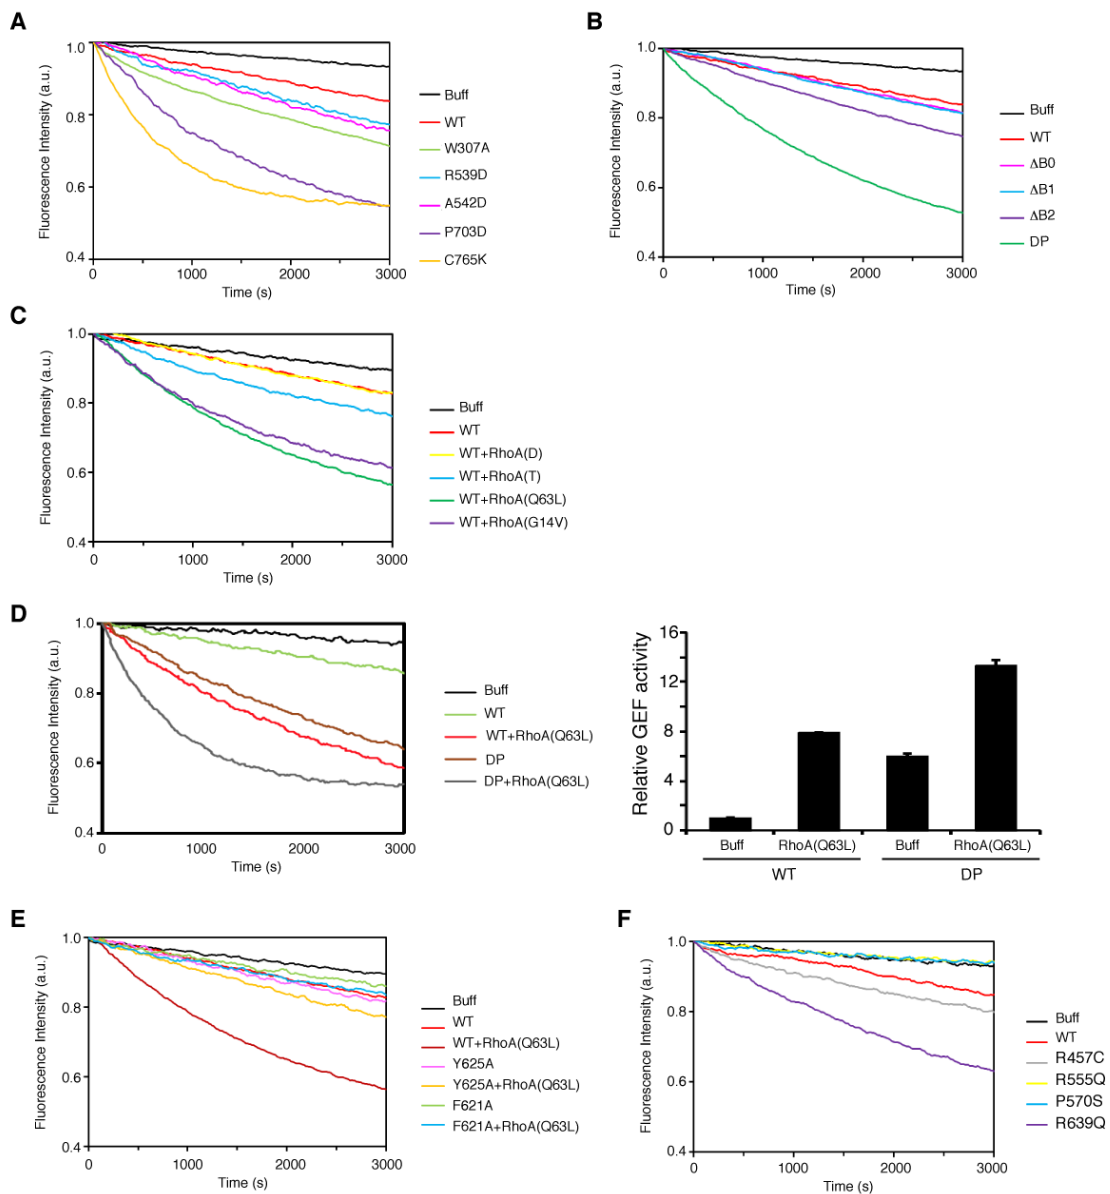 A
Fluorescence Intensity (a.u.)
1.0
0.8
0.6
0.4
0 1000 2000 3000
Time (s)
Buff
WT
W307A
R539D
A542D
P703D
C765K
B
Fluorescence Intensity (a.u.)
1.0
0.8
0.6
0.4
0 1000 2000 3000
Time (s)
Buff
WT
ΔB0
ΔB1
ΔB2
DP
C
Fluorescence Intensity (a.u.)
1.0
0.8
0.6
0.4
0 1000 2000 3000
Time (s)
Buff
WT
WT+RhoA(D)
WT+RhoA(T)
WT+RhoA(Q63L)
WT+RhoA(G14V)
D
Fluorescence Intensity (a.u.)
1.0
0.8
0.6
0.4
0 1000 2000 3000
Time (s)
Buff
WT
WT+RhoA(Q63L)
DP
DP+RhoA(Q63L)
Relative GEF activity
16
12
8
4
0
Buff RhoA(Q63L) Buff RhoA(Q63L)
WT DP
E
Fluorescence Intensity (a.u.)
1.0
0.8
0.6
0.4
0 1000 2000 3000
Time (s)
Buff
WT
WT+RhoA(Q63L)
Y625A
Y625A+RhoA(Q63L)
F621A
F621A+RhoA(Q63L)
F
Fluorescence Intensity (a.u.)
1.0
0.8
0.6
0.4
0 1000 2000 3000
Time (s)
Buff
WT
R457C
R555Q
P570S
R639Q